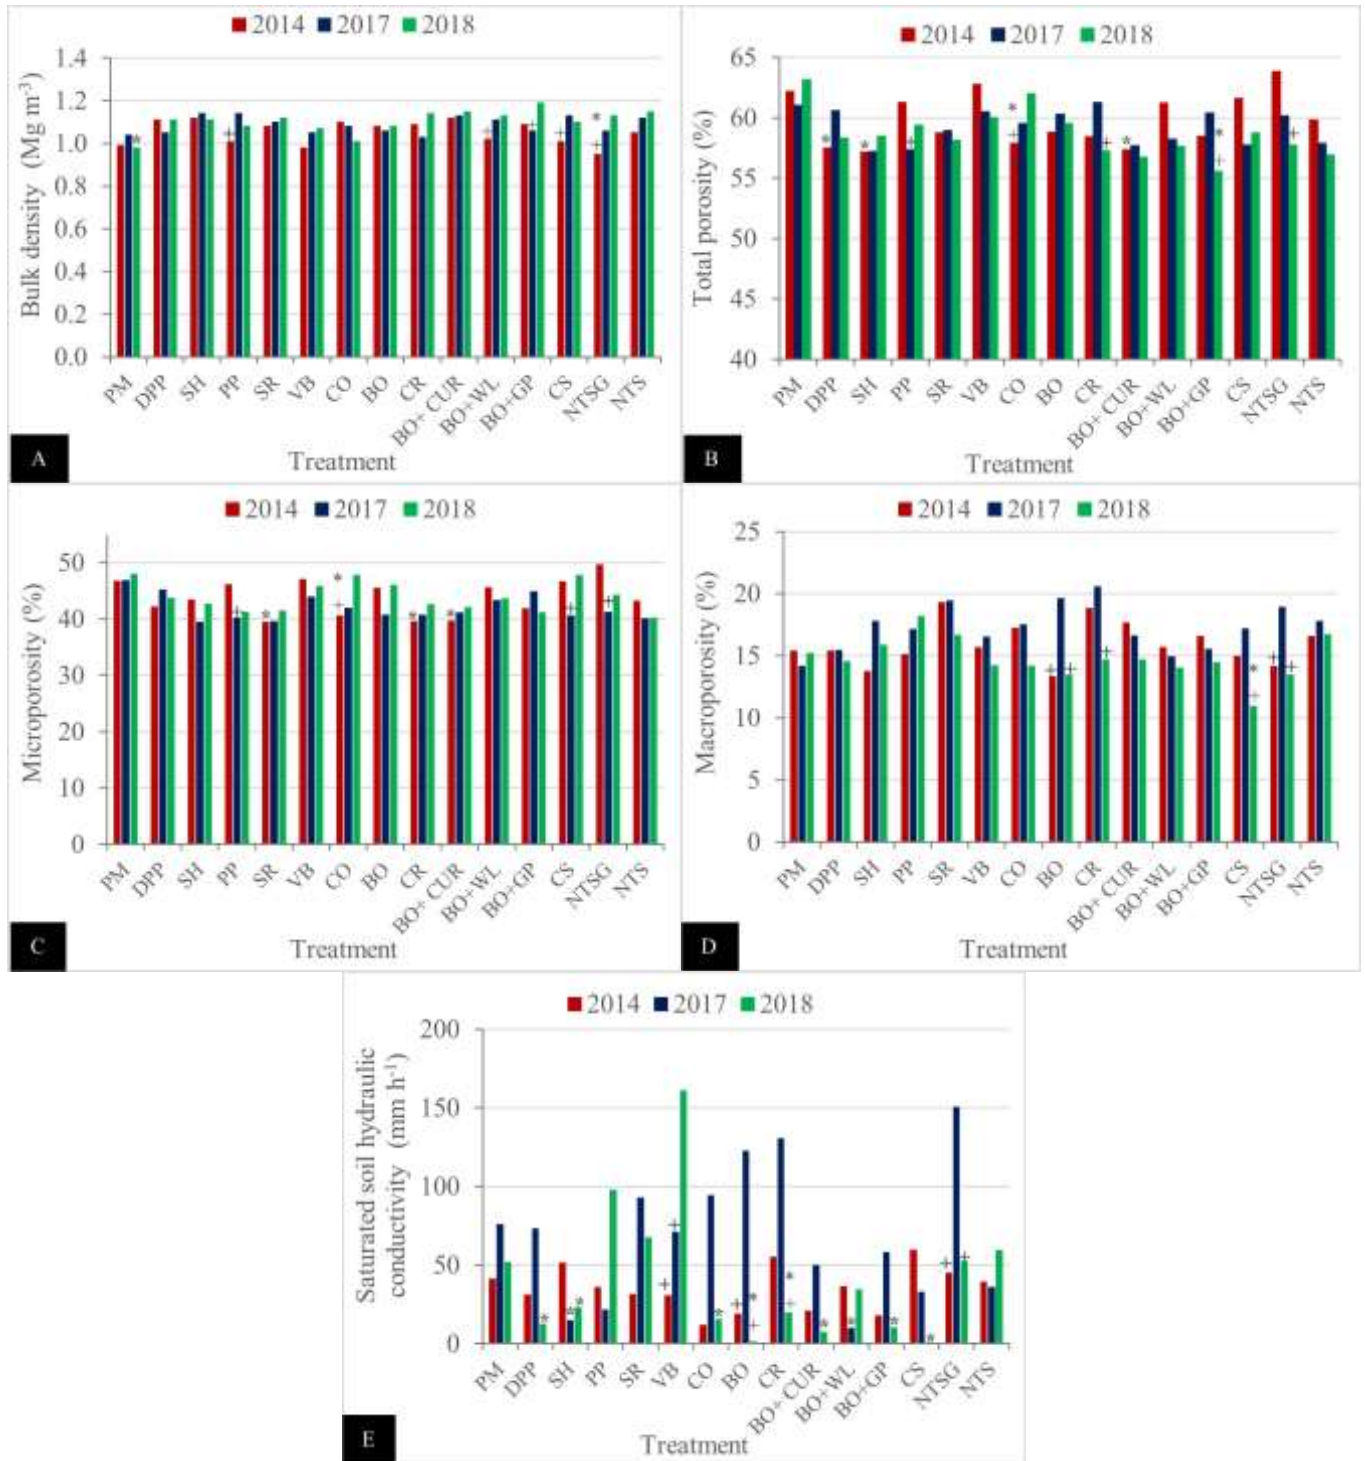 2014 2017 2018
Bulk density (Mg m-3)
1.4
1.2
1.0
0.8
0.6
0.4
0.2
0.0
PM DPP SH PP SR VB CO BO CR BO+ CUR BO+WL BO+GP CS NTSG NTS
Treatment
A
2014 2017 2018
Total porosity (%)
65
60
55
50
45
40
PM DPP SH PP SR VB CO BO CR BO+ CUR BO+WL BO+GP CS NTSG NTS
Treatment
B
2014 2017 2018
Microporosity (%)
50
40
30
20
10
0
PM DPP SH PP SR VB CO BO CR BO+ CUR BO+WL BO+GP CS NTSG NTS
Treatment
C
2014 2017 2018
Macroporosity (%)
25
20
15
10
5
0
PM DPP SH PP SR VB CO BO CR BO+ CUR BO+WL BO+GP CS NTSG NTS
Treatment
D
2014 2017 2018
Saturated soil hydraulic
conductivity (mm h-1)
200
150
100
50
0
PM DPP SH PP SR VB CO BO CR BO+ CUR BO+WL BO+GP CS NTSG NTS
Treatment
E